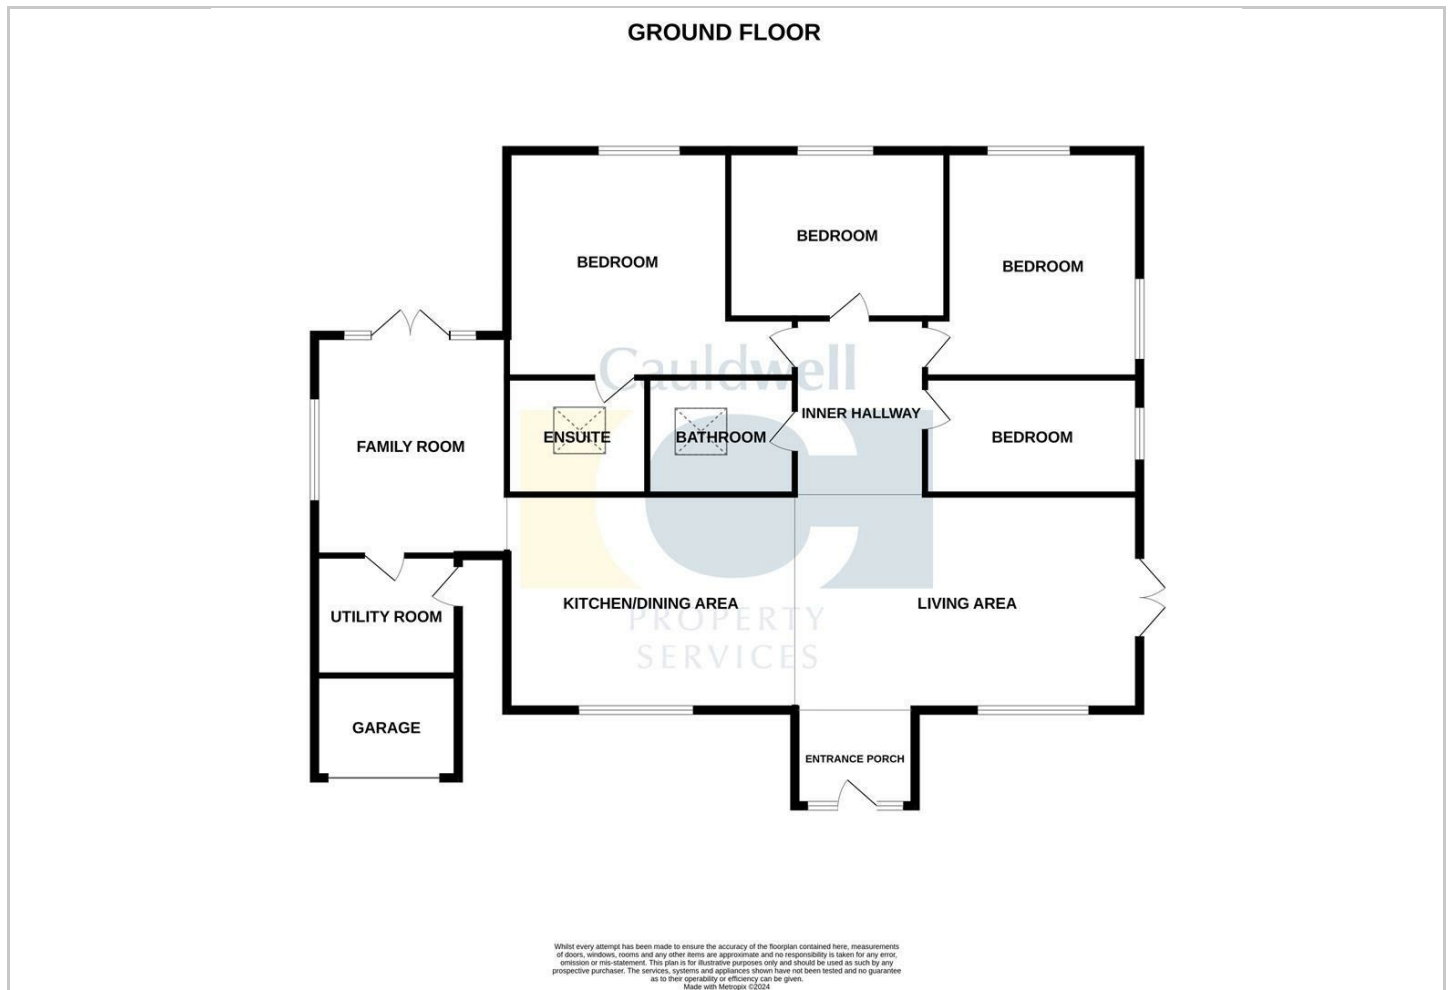 GROUND FLOOR
BEDROOM
BEDROOM
BEDROOM
Cauldwell
INNER HALLWAY
ENSUITE
BATHROOM
BEDROOM
FAMILY ROOM
KITCHEN/DINING AREA
LIVING AREA
UTILITY ROOM
PROPERTY
SERVICES
GARAGE
ENTRANCE PORCH
Whilst every attempt has been made to ensure the accuracy of the floorplan contained here, measurements
of doors, windows, rooms and any other items are approximate and no responsibility is taken for any error,
omission or mis-statement. This plan is for illustrative purposes only and should be used as such by any
prospective purchaser. The services, systems and appliances shown have not been tested and no guarantee
as to their operability or efficiency can be given.
Made with Metropix ©2024